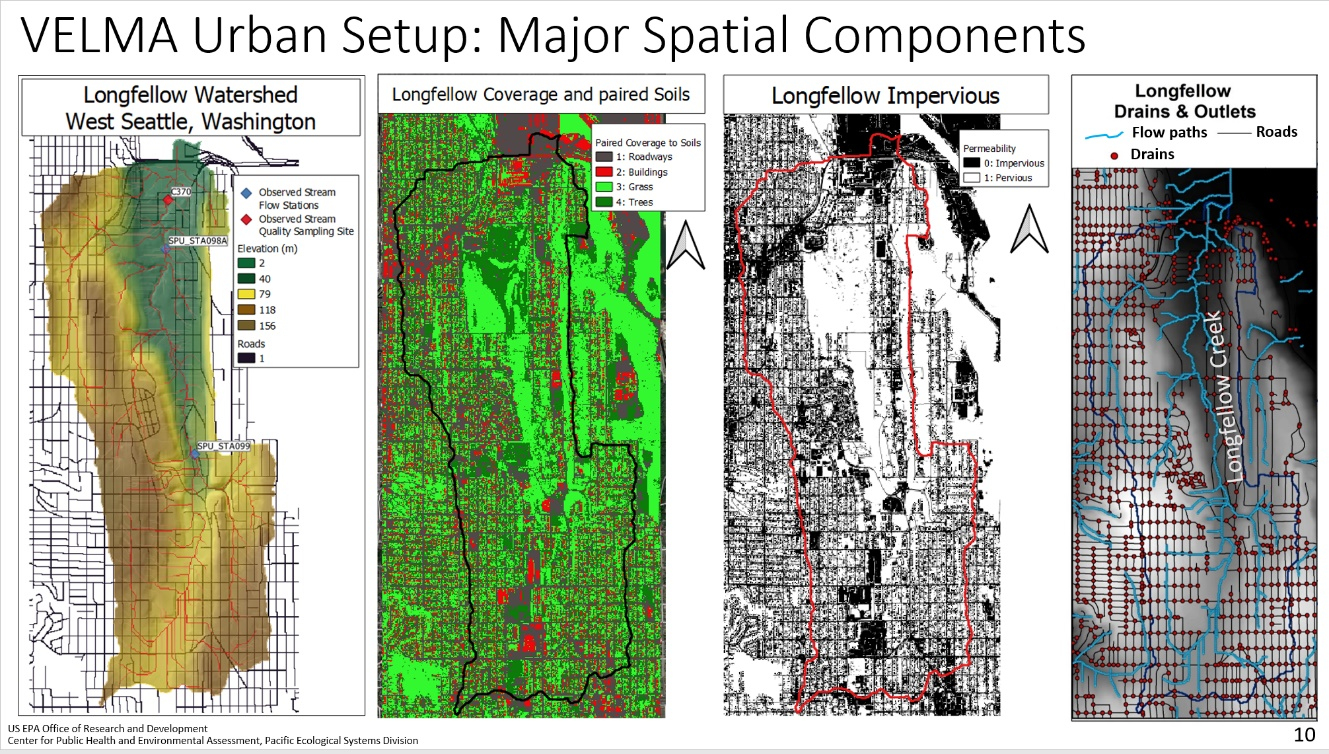 VELMA Urban Setup: Major Spatial Components
Longfellow Watershed
West Seattle, Washington
C370
SPU_STA098A
SPU_STA099
Observed Stream
Flow Stations
Observed Stream
Quality Sampling Site
Elevation (m)
2
40
79
118
156
Roads
1
Longfellow Coverage and paired Soils
Paired Coverage to Soils
1: Roadways
2: Buildings
3: Grass
4: Trees
Longfellow Impervious
Permeability
0: Impervious
1: Pervious
Longfellow
Drains & Outlets
Flow paths
Roads
Drains
Longfellow Creek
US EPA Office of Research and Development
Center for Public Health and Environmental Assessment, Pacific Ecological Systems Division
10